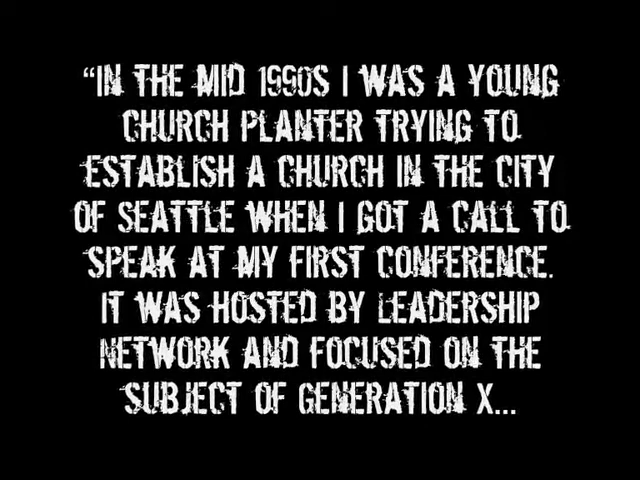 “IN THE MID 1990S I WAS A YOUNG
CHURCH PLANTER TRYING TO
ESTABLISH A CHURCH IN THE CITY
OF SEATTLE WHEN I GOT A CALL TO
SPEAK AT MY FIRST CONFERENCE.
IT WAS HOSTED BY LEADERSHIP
NETWORK AND FOCUSED ON THE
SUBJECT OF GENERATION X...